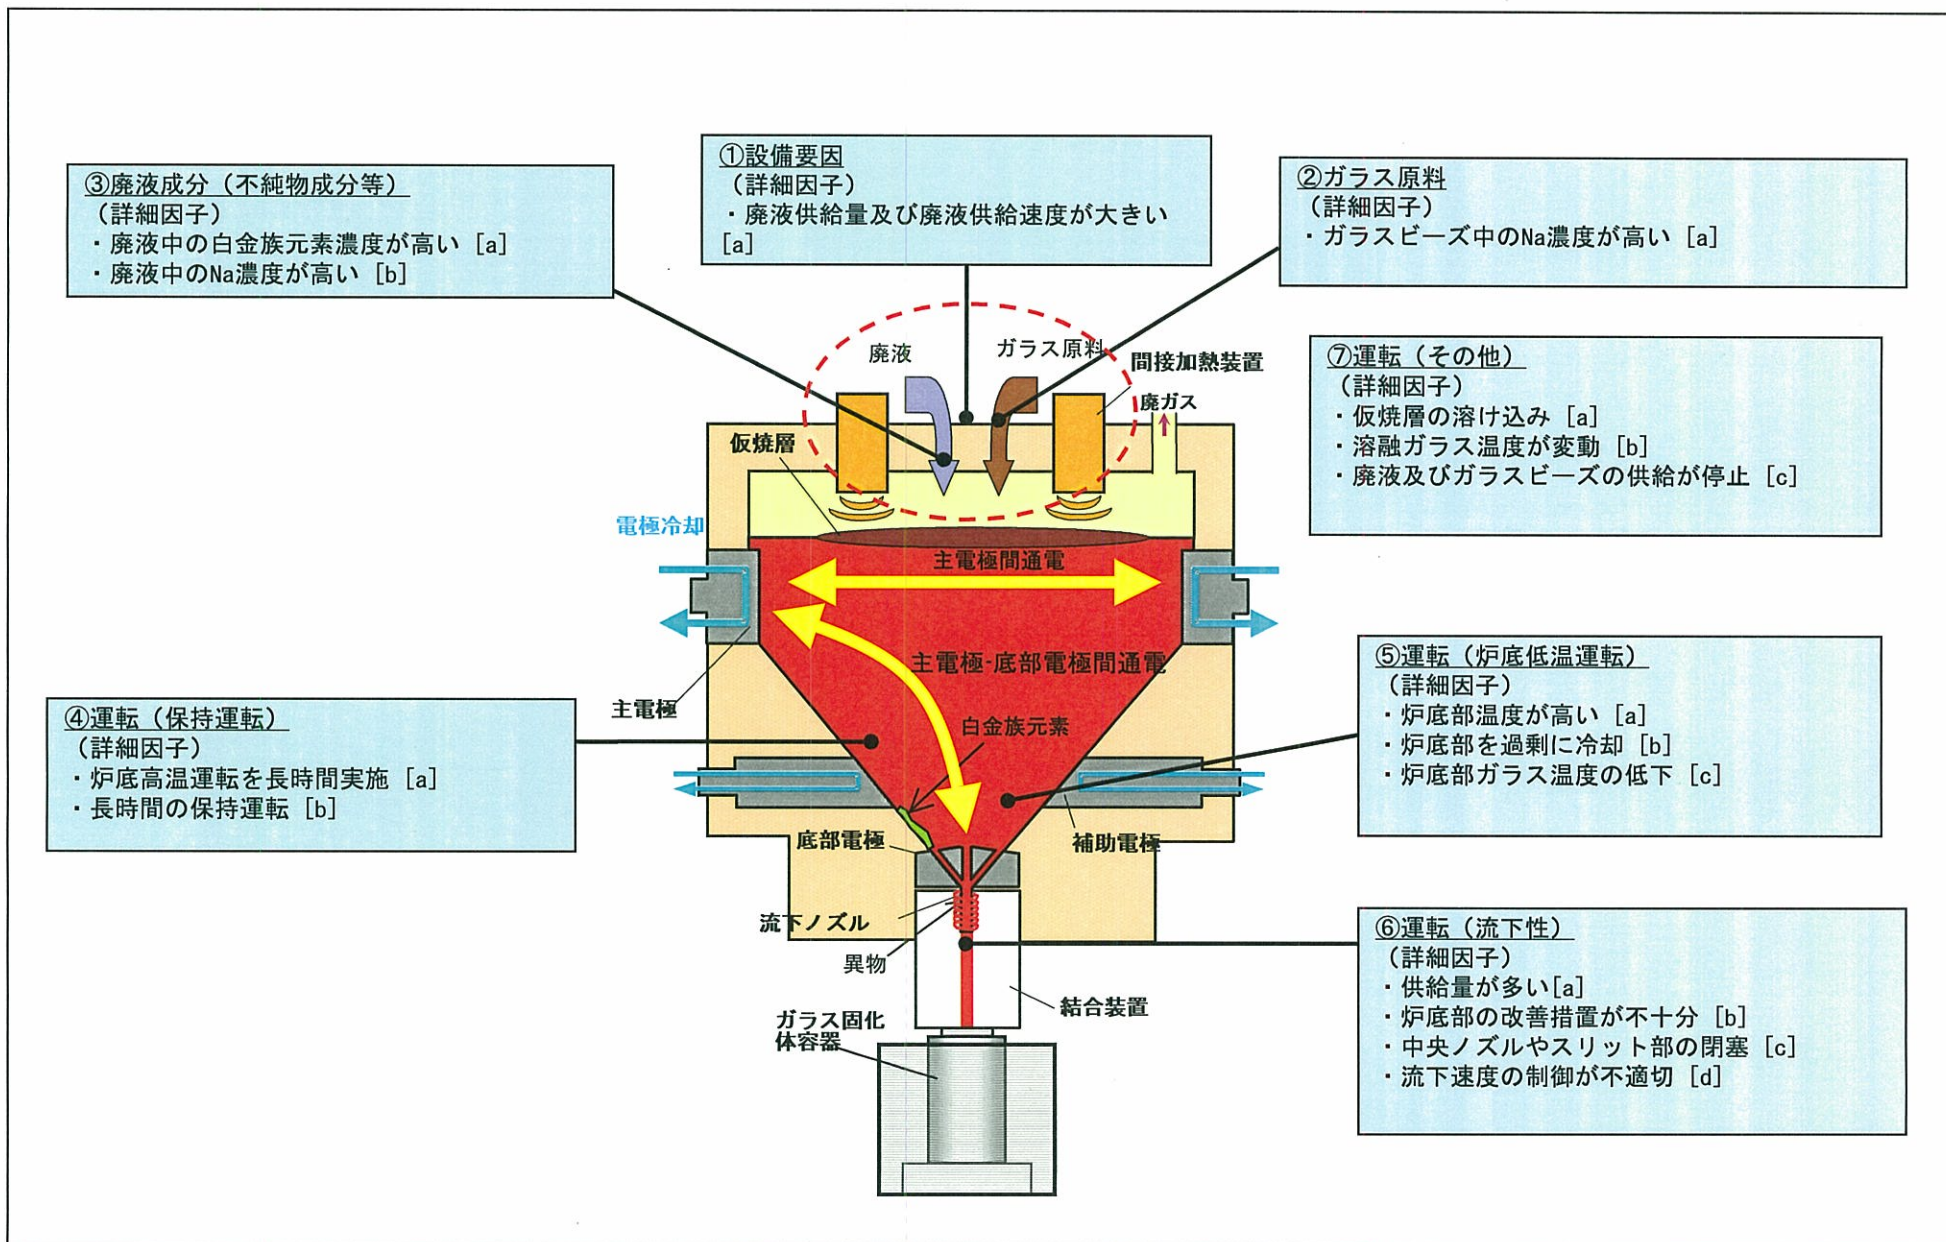 ①設備要因
(詳細因子)
・廃液供給量及び廃液供給速度が大きい
[a]
③廃液成分（不純物成分等）
（詳細因子）
・廃液中の白金族元素濃度が高い [a]
・廃液中のNa濃度が高い [b]
②ガラス原料
（詳細因子）
・ガラスビーズ中のNa濃度が高い [a]
⑦運転（その他）
（詳細因子）
・仮焼層の溶け込み [a]
・溶融ガラス温度が変動 [b]
・廃液及びガラスビーズの供給が停止 [c]
廃液
ガラス原料
間接加熱装置
廃ガス
仮焼層
電極冷却
主電極間通電
主電極-底部電極間通電
主電極
白金族元素
④運転（保持運転）
（詳細因子）
・炉底高温運転を長時間実施 [a]
・長時間の保持運転 [b]
⑤運転（炉底低温運転）
（詳細因子）
・炉底部温度が高い [a]
・炉底部を過剰に冷却 [b]
・炉底部ガラス温度の低下 [c]
底部電極
補助電極
流下ノズル
異物
結合装置
ガラス固化
体容器
⑥運転（流下性）
（詳細因子）
・供給量が多い[a]
・炉底部の改善措置が不十分 [b]
・中央ノズルやスリット部の閉塞 [c]
・流下速度の制御が不適切 [d]